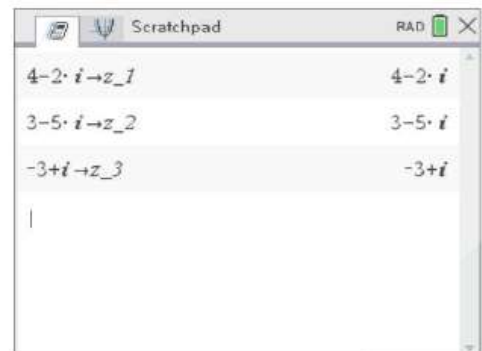 Scratchpad RAD
4-2· i→z_1 4-2· i
3-5· i→z_2 3-5· i
-3+i→z_3 -3+i